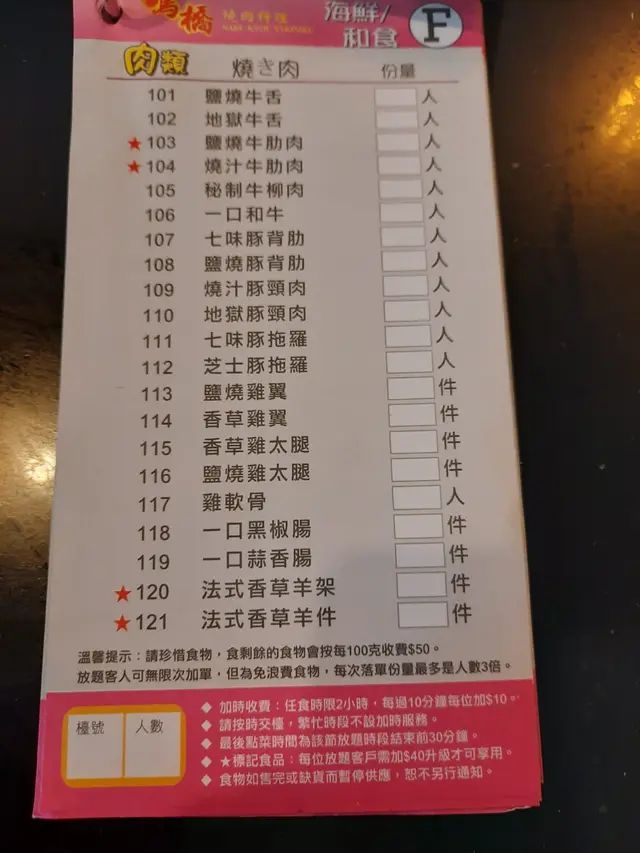 橋 燒肉料理
海鮮/
和食
F
肉類 燒き肉 份量
101 鹽燒牛舌 人
102 地獄牛舌 人
★103 鹽燒牛肋肉 人
★104 燒汁牛肋肉 人
105 秘制牛柳肉 人
106 一口和牛 人
107 七味豚背肋 人
108 鹽燒豚背肋 人
109 燒汁豚頸肉 人
110 地獄豚頸肉 人
111 七味豚拖羅 人
112 芝士豚拖羅 人
113 鹽燒雞翼 件
114 香草雞翼 件
115 香草雞太腿 件
116 鹽燒雞太腿 件
117 雞軟骨 人
118 一口黑椒腸 件
119 一口蒜香腸 件
★120 法式香草羊架 件
★121 法式香草羊件 件
溫馨提示：請珍惜食物，食剩餘的食物會按每100克收費$50。
放題客人可無限次加單，但為免浪費食物，每次落單份量最多是人數3倍。
檯號 人數
◆ 加時收費：任食時限2小時，每過10分鐘每位加$10。
◆ 請按時交檯，繁忙時段不設加時服務。
◆ 最後點菜時間為該節放題時段結束前30分鐘。
◆ ★標記食品：每位放題客戶需加$40升級才可享用。
◆ 食物如售完或缺貨而暫停供應，恕不另行通知。